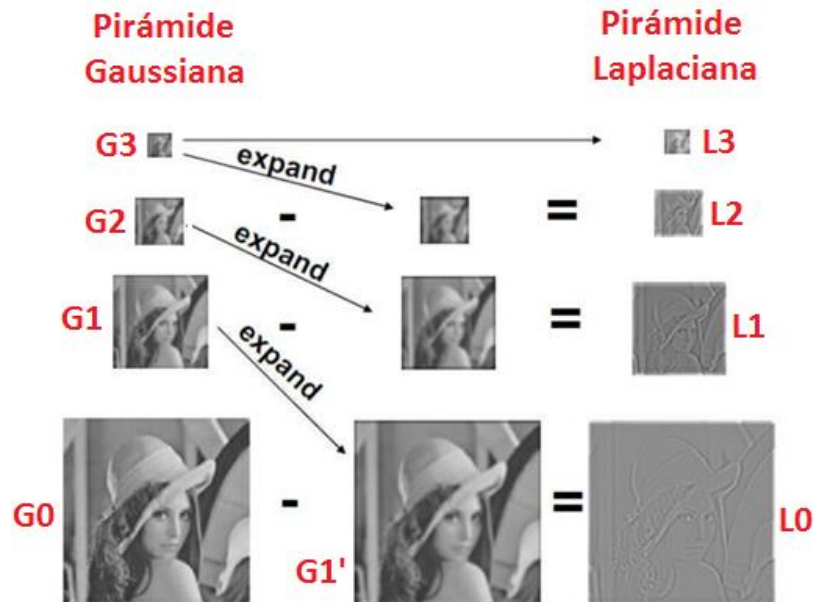 Pirámide
Gaussiana
Pirámide
Laplaciana
G3
expand
L3
G2
-
=
L2
expand
G1
-
=
L1
expand
G0
-
G1'
=
L0